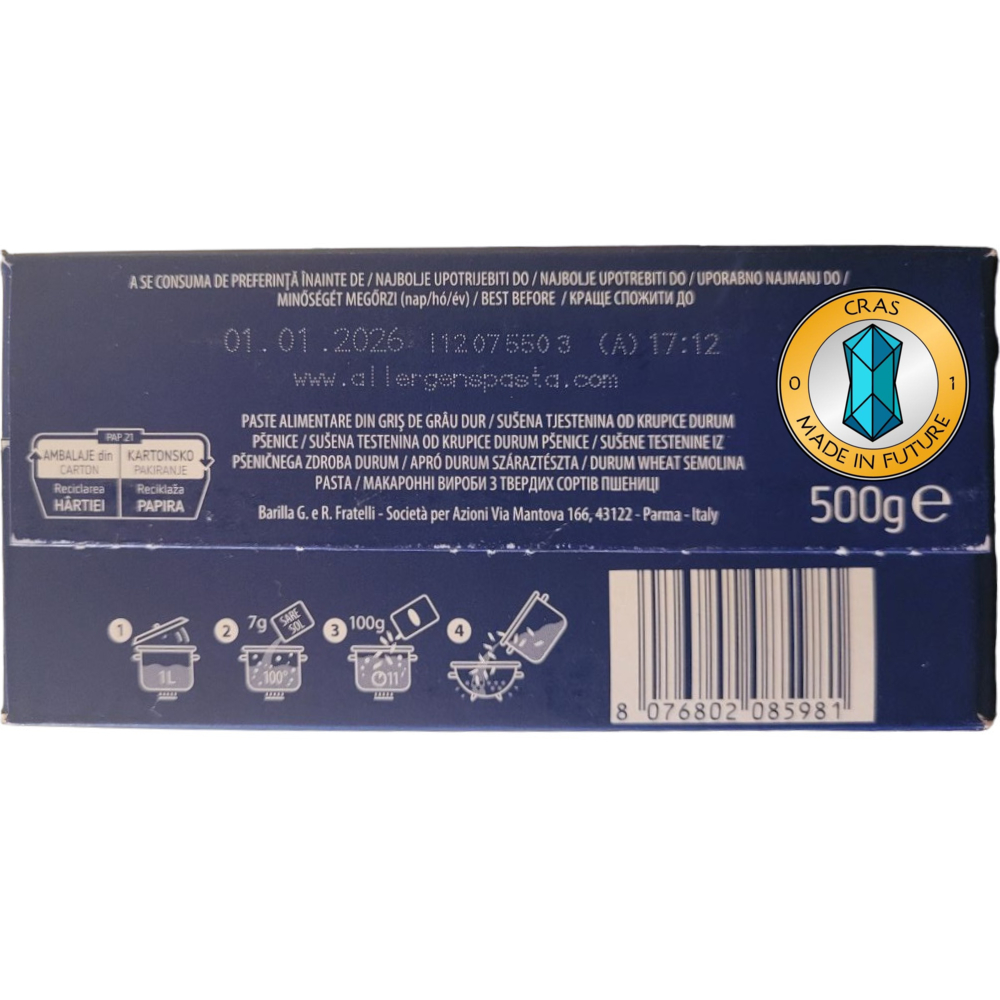 A SE CONSUMA DE PREFERINȚĂ ÎNAINTE DE / NAJBOLJE UPOTRIJEBITI DO / NAJBOLJE UPOTREBITI DO / UPORABNO NAJMANJ DO /
MINŐSÉGÉT MEGŐRZI (nap/hó/év) / BEST BEFORE / КРАЩЕ СПОЖИТИ ДО
01.01.2026 l12075503 (A) 17:12
www.allergenspasta.com
PASTE ALIMENTARE DIN GRIŞ DE GRÂU DUR / SUŠENA TJESTENINA OD KRUPICE DURUM
PŠENICE / SUŠENA TESTENINA OD KRUPICE DURUM PŠENICE / SUŠENE TESTENINE IZ
PŠENIČNEGA ZDROBA DURUM / APRÓ DURUM SZÁRAZTÉSZTA / DURUM WHEAT SEMOLINA
PASTA / МАКАРОННІ ВИРОБИ З ТВЕРДИХ СОРТІВ ПШЕНИЦІ
Barilla G. e R. Fratelli - Società per Azioni Via Mantova 166, 43122 - Parma - Italy
PAP 21
AMBALAJE din
CARTON
Reciclarea
HÂRTIEI
KARTONSKO
PAKIRANJE
Reciklaža
PAPIRA
CRAS
0 1
MADE IN FUTURE
500g e
1 1L
2 7g SARE SOL 100°
3 100g 11'
4
8 076802 085981